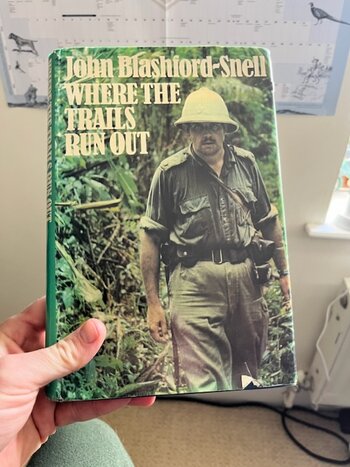 John Blashford-Snell
WHERE THE
TRAILS
RUN OUT